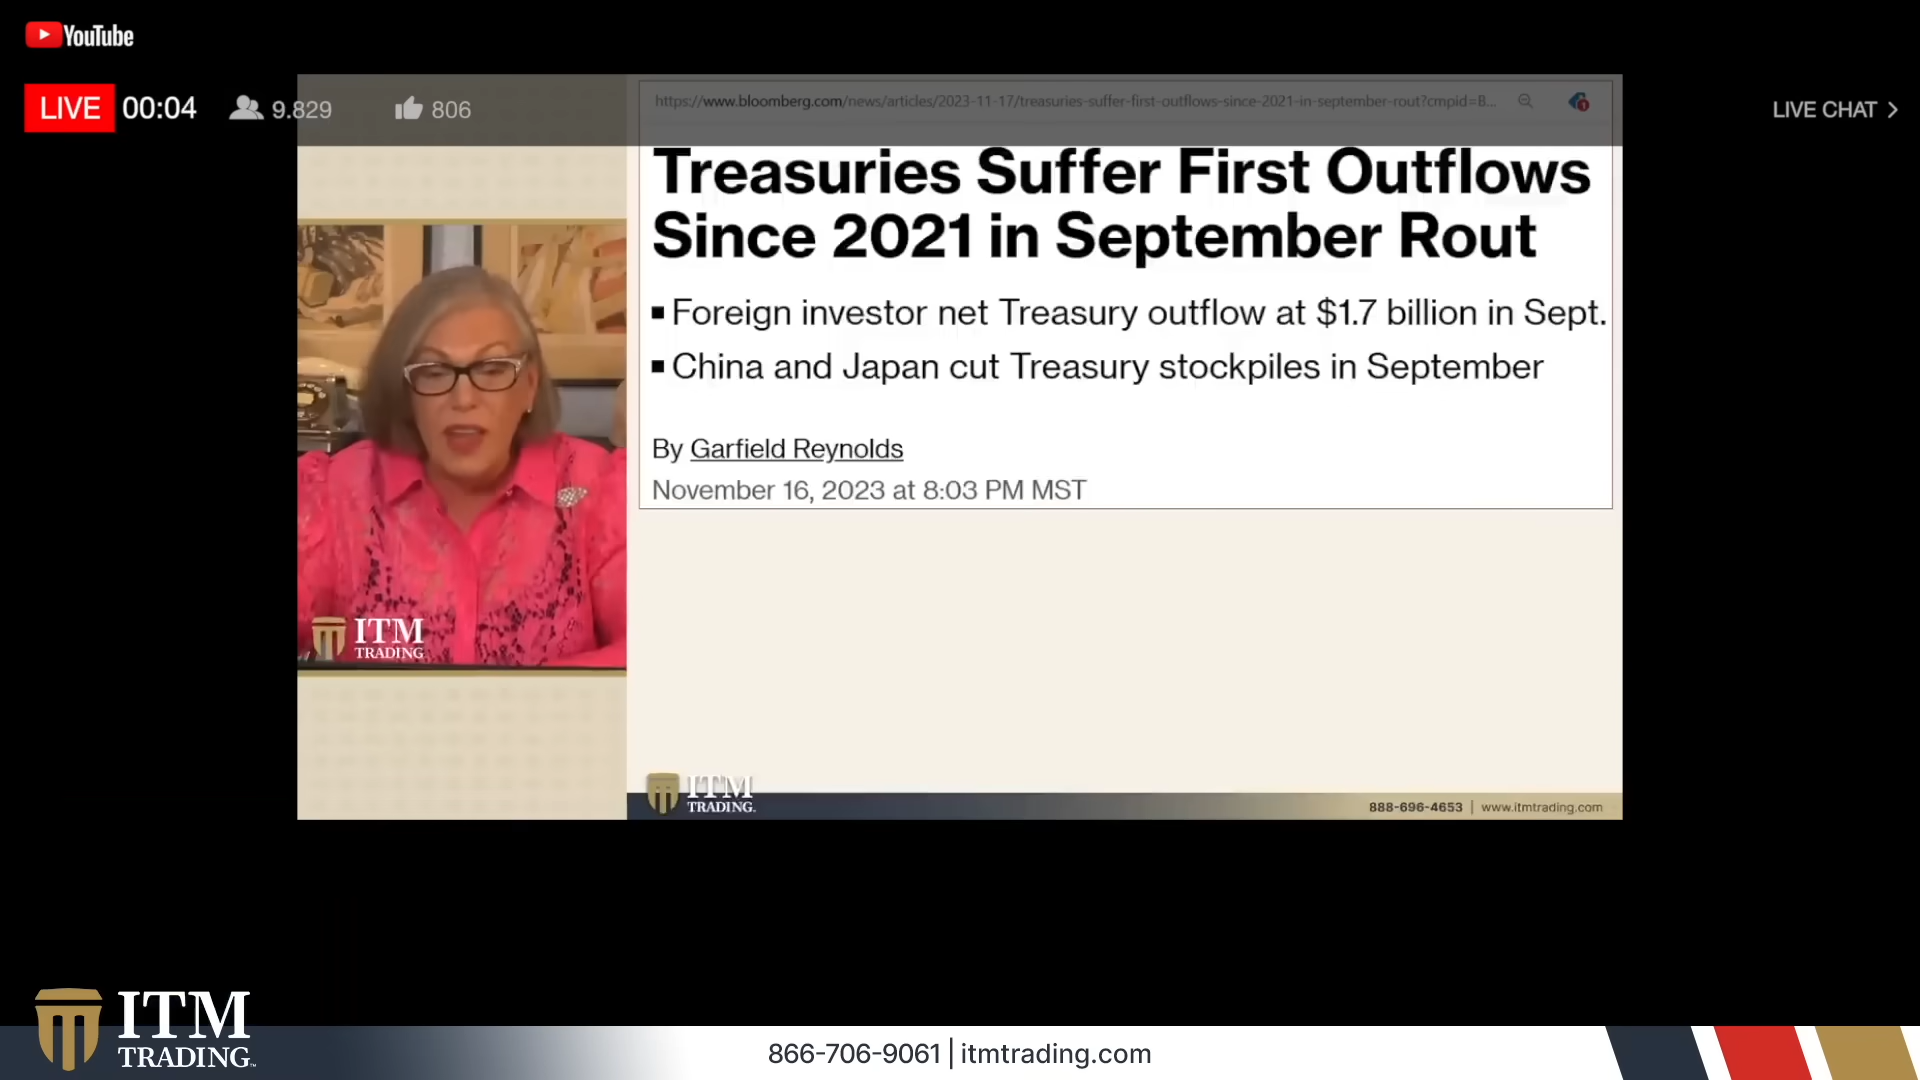 YouTube
LIVE 00:04 9.829 806
LIVE CHAT
https://www.bloomberg.com/news/articles/2023-11-17/treasuries-suffer-first-outflows-since-2021-in-september-rout?cmpid=B...
Treasuries Suffer First Outflows
Since 2021 in September Rout
▪ Foreign investor net Treasury outflow at $1.7 billion in Sept.
▪ China and Japan cut Treasury stockpiles in September
By Garfield Reynolds
November 16, 2023 at 8:03 PM MST
ITM
TRADING
ITM
TRADING.
888-696-4653 | www.itmtrading.com
ITM
TRADING™
866-706-9061 | itmtrading.com